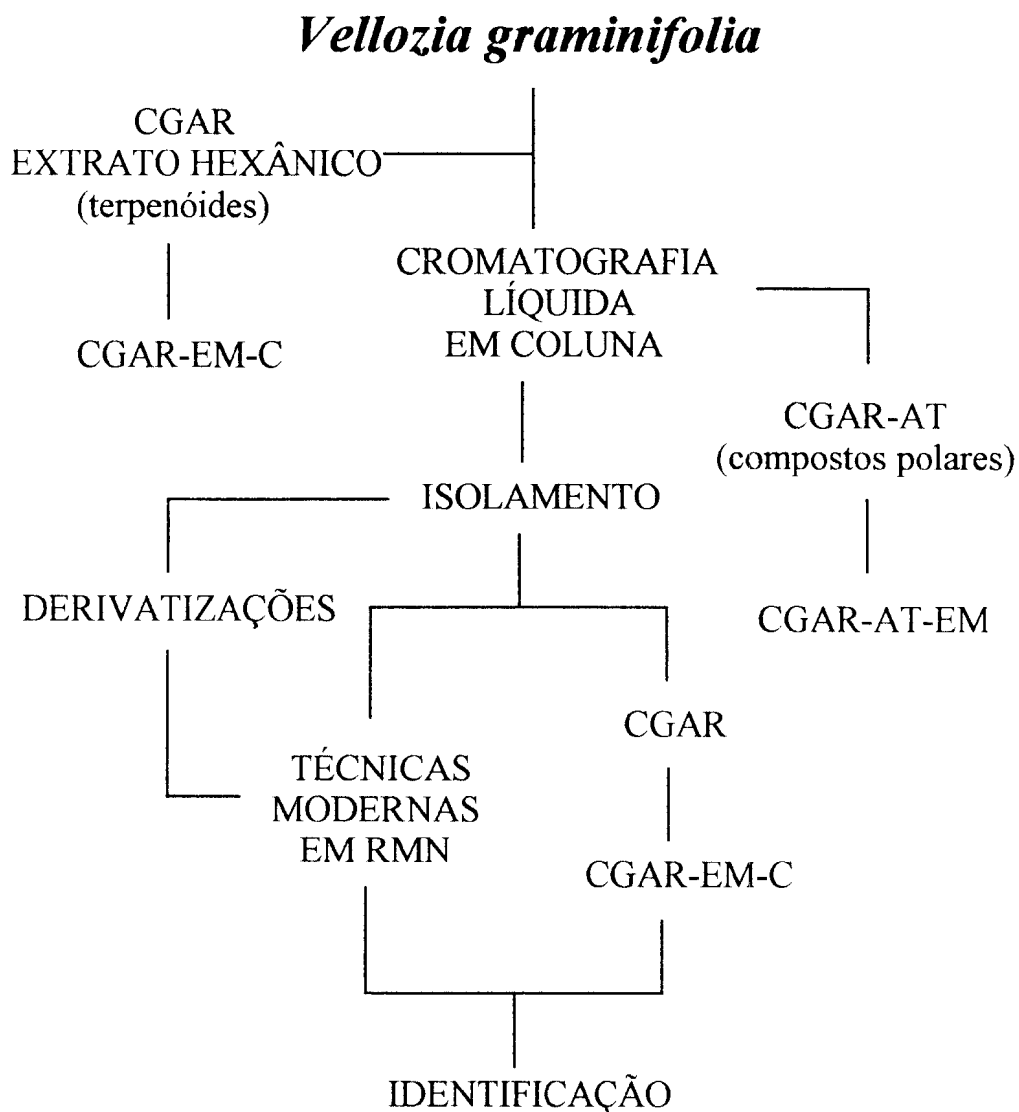 Vellozia graminifolia
CGAR
EXTRATO HEXÂNICO
(terpenóides)
CGAR-EM-C
CROMATOGRAFIA
LÍQUIDA
EM COLUNA
CGAR-AT
(compostos polares)
CGAR-AT-EM
ISOLAMENTO
DERIVATIZAÇÕES
TÉCNICAS
MODERNAS
EM RMN
CGAR
CGAR-EM-C
IDENTIFICAÇÃO